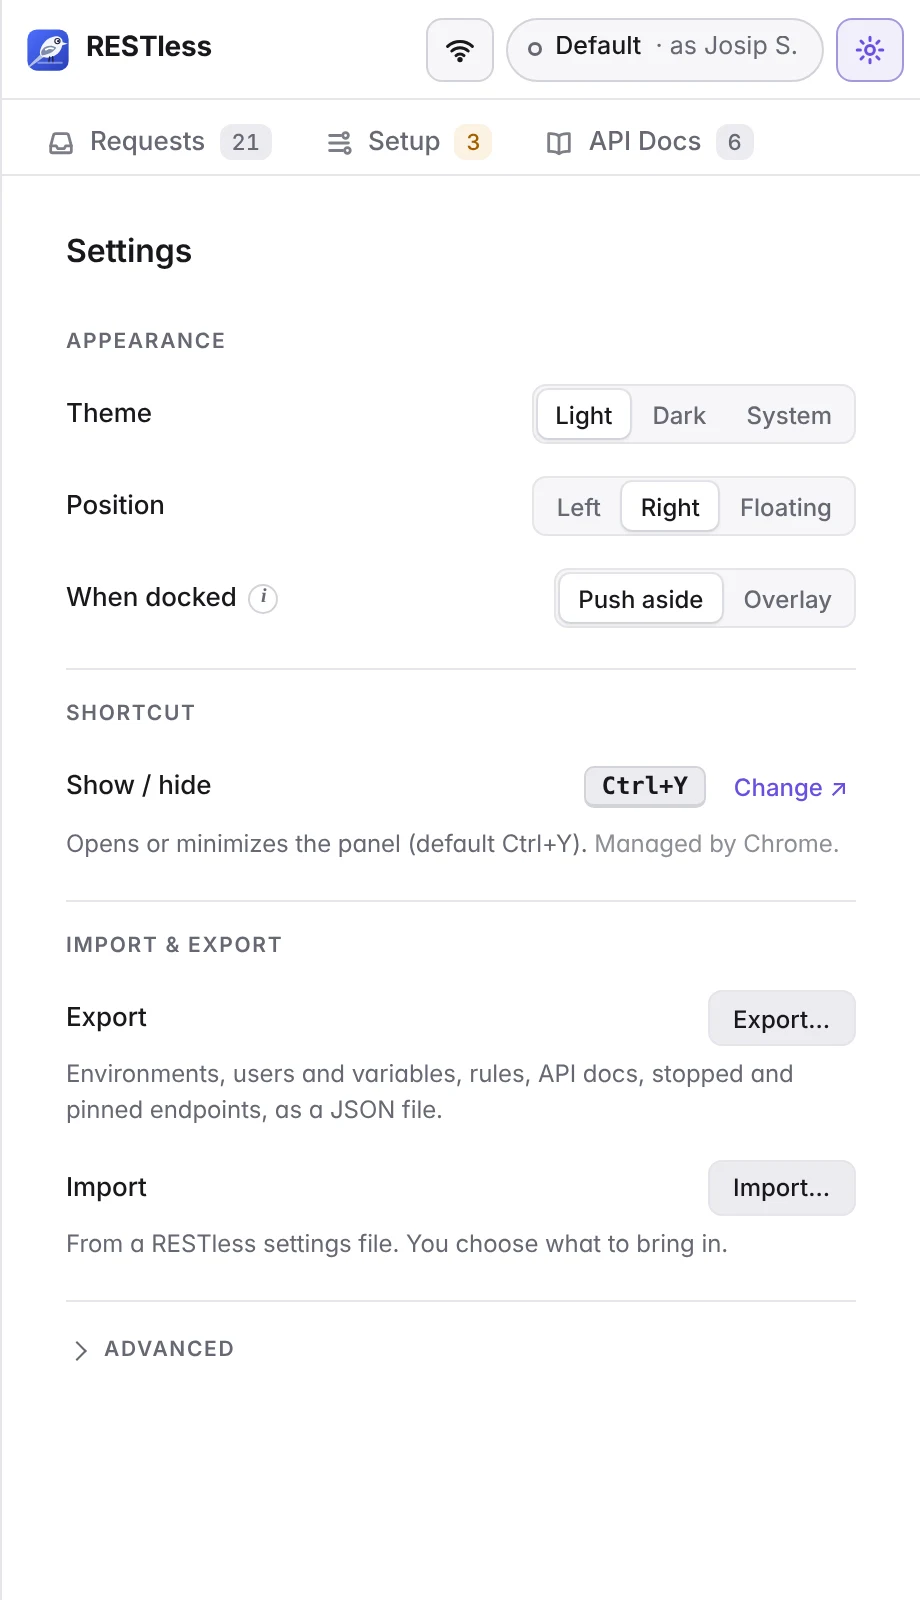 RESTless
Default · as Josip S.
Requests 21 Setup 3 API Docs 6
Settings
APPEARANCE
Theme Light Dark System
Position Left Right Floating
When docked i Push aside Overlay
SHORTCUT
Show / hide Ctrl+Y Change ↗
Opens or minimizes the panel (default Ctrl+Y). Managed by Chrome.
IMPORT & EXPORT
Export Export...
Environments, users and variables, rules, API docs, stopped and
pinned endpoints, as a JSON file.
Import Import...
From a RESTless settings file. You choose what to bring in.
ADVANCED